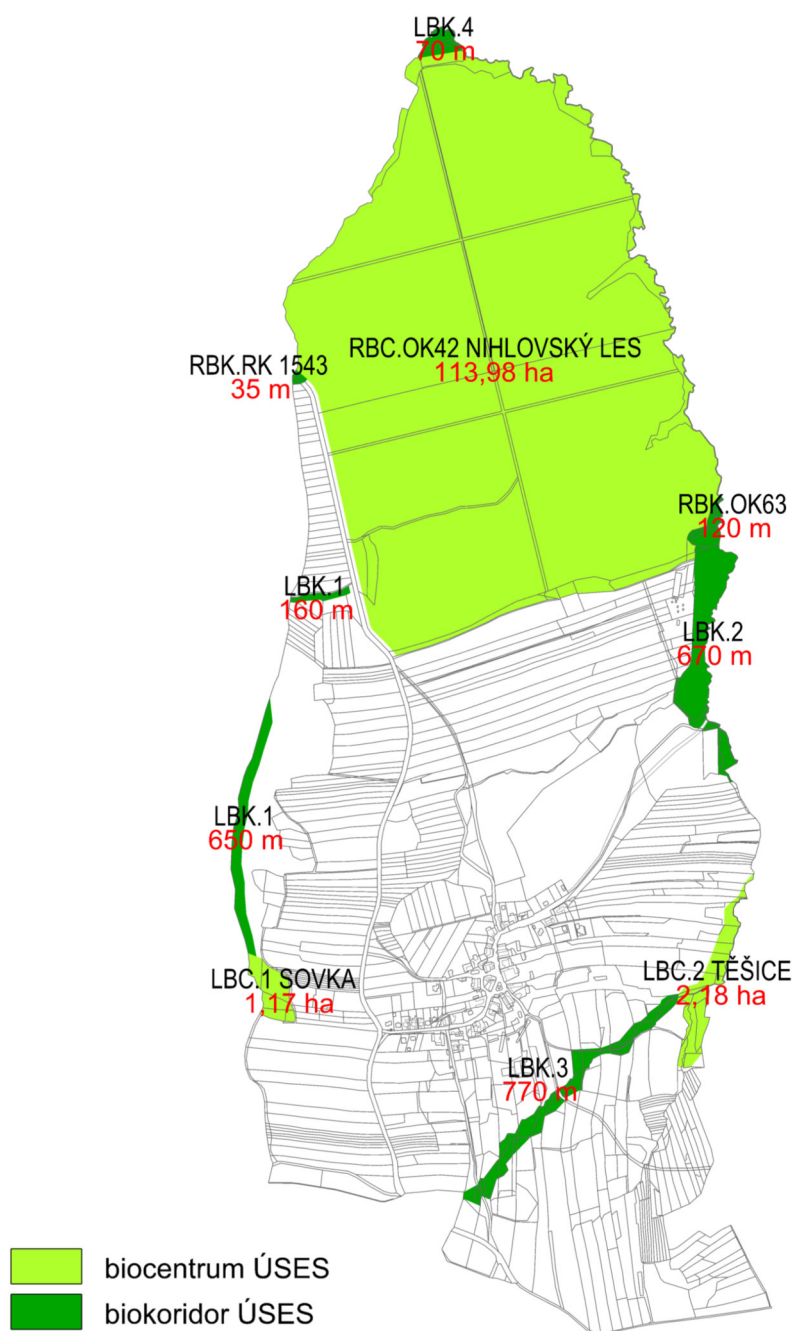 LBK.4
70 m
RBC.OK42 NIHLOVSKÝ LES
113,98 ha
RBK.RK 1543
35 m
RBK.OK63
120 m
LBK.1
160 m
LBK.2
670 m
LBK.1
650 m
LBC.1 SOVKA
1,17 ha
LBC.2 TĚŠICE
2,18 ha
LBK.3
770 m
biocentrum ÚSES
biokoridor ÚSES